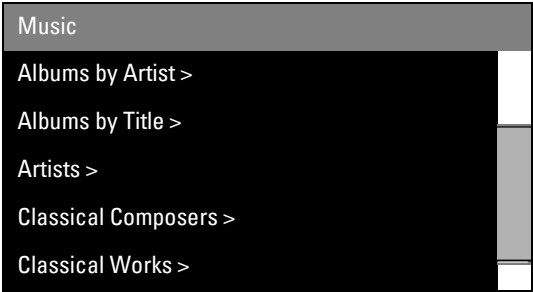 Music
Albums by Artist >
Albums by Title >
Artists >
Classical Composers >
Classical Works >